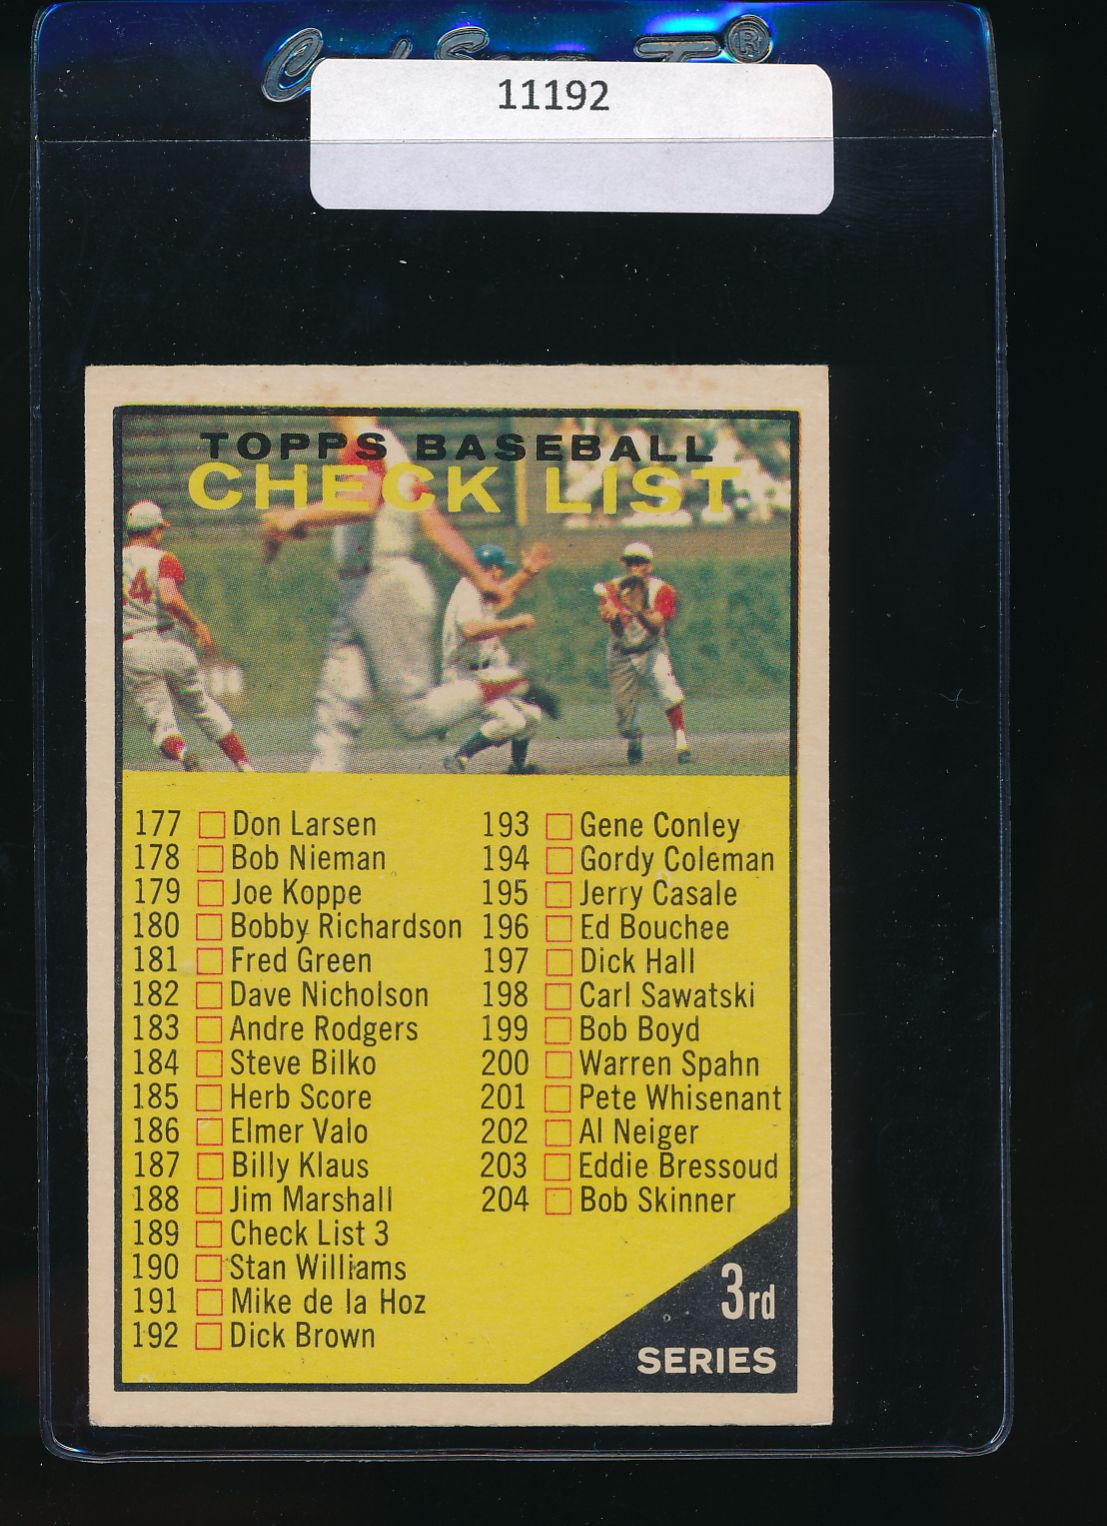 Card Saver I®
11192
TOPPS BASEBALL
CHECK LIST
4
177 Don Larsen
178 Bob Nieman
179 Joe Koppe
180 Bobby Richardson
181 Fred Green
182 Dave Nicholson
183 Andre Rodgers
184 Steve Bilko
185 Herb Score
186 Elmer Valo
187 Billy Klaus
188 Jim Marshall
189 Check List 3
190 Stan Williams
191 Mike de la Hoz
192 Dick Brown
193 Gene Conley
194 Gordy Coleman
195 Jerry Casale
196 Ed Bouchee
197 Dick Hall
198 Carl Sawatski
199 Bob Boyd
200 Warren Spahn
201 Pete Whisenant
202 Al Neiger
203 Eddie Bressoud
204 Bob Skinner
3rd
SERIES